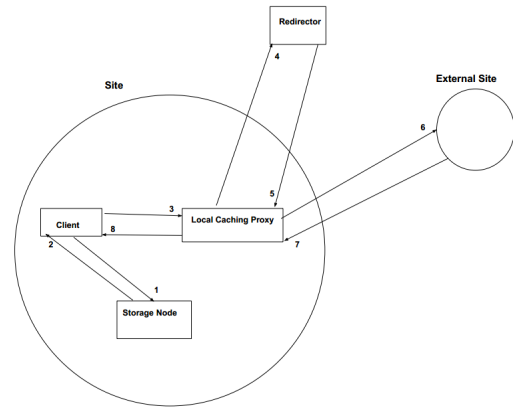 Redirector
4
Site
External Site
6
5
3
Local Caching Proxy
Client
8
2
7
1
Storage Node